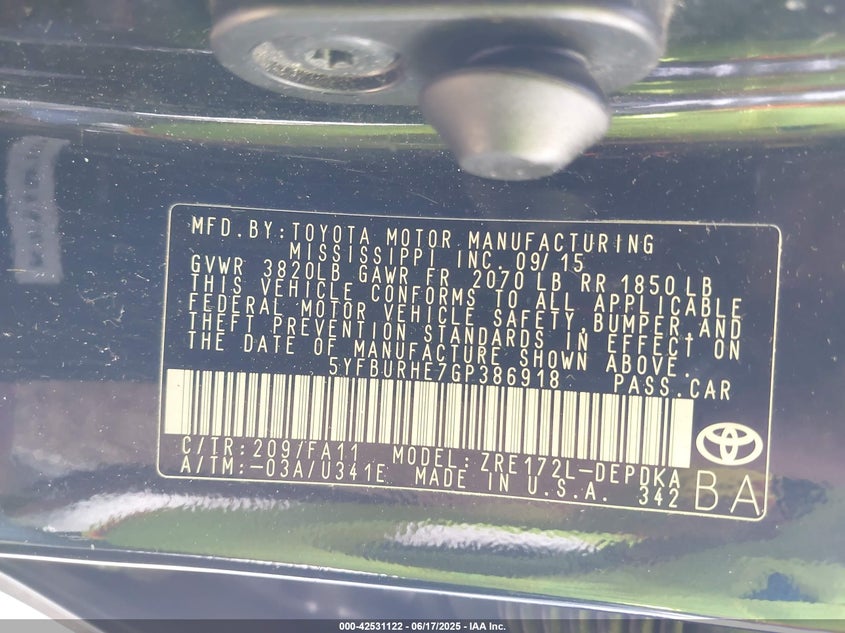 MFD.BY:TOYOTA MOTOR MANUFACTURING
MISSISSIPPI INC. 09/15
GVWR 3820LB GAWR FR 2070 LB RR 1850 LB
THIS VEHICLE CONFORMS TO ALL APPLICABLE
FEDERAL MOTOR VEHICLE SAFETY,BUMPER,AND
THEFT PREVENTION STANDARDS IN EFFECT ON
THE DATE OF MANUFACTURE SHOWN ABOVE.
5YFBURHE7GP386918 PASS.CAR
C/TR:209/FA11 MODEL:ZRE172L-DEPDKA
A/TM:-03A/U341E MADE IN U.S.A. 342
BA
000-42531122 - 06/17/2025 - IAA Inc.